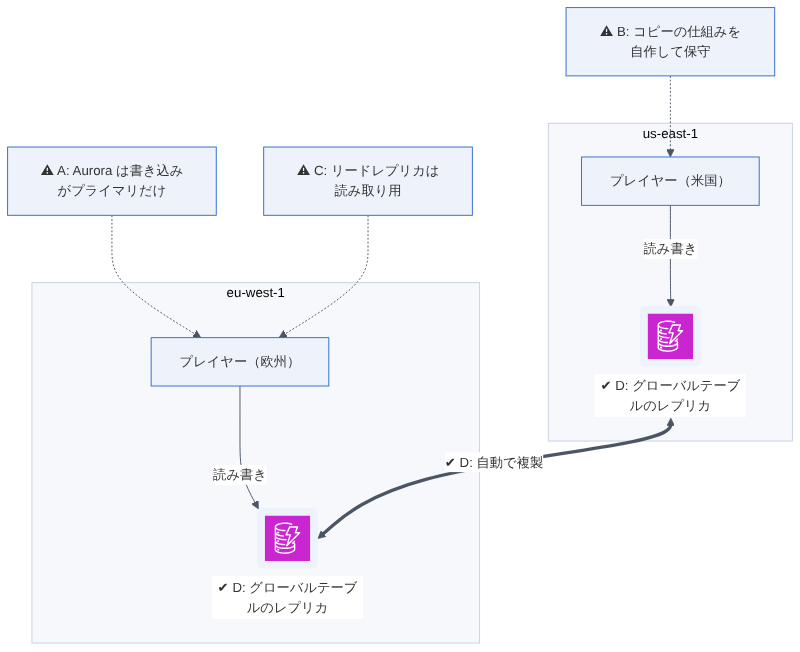 ⚠ B: コピーの仕組みを
自作して保守
us-east-1
⚠ A: Aurora は書き込み
がプライマリだけ
⚠ C: リードレプリカは
読み取り用
プレイヤー（米国）
読み書き
eu-west-1
プレイヤー（欧州）
✔ D: グローバルテーブ
ルのレプリカ
✔ D: 自動で複製
読み書き
✔ D: グローバルテーブ
ルのレプリカ